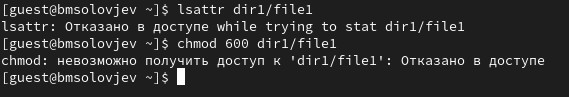 [guest@bmsolovjev ~]$ lsattr dir1/file1
lsattr: Отказано в доступе while trying to stat dir1/file1
[guest@bmsolovjev ~]$ chmod 600 dir1/file1
chmod: невозможно получить доступ к 'dir1/file1': Отказано в доступе
[guest@bmsolovjev ~]$